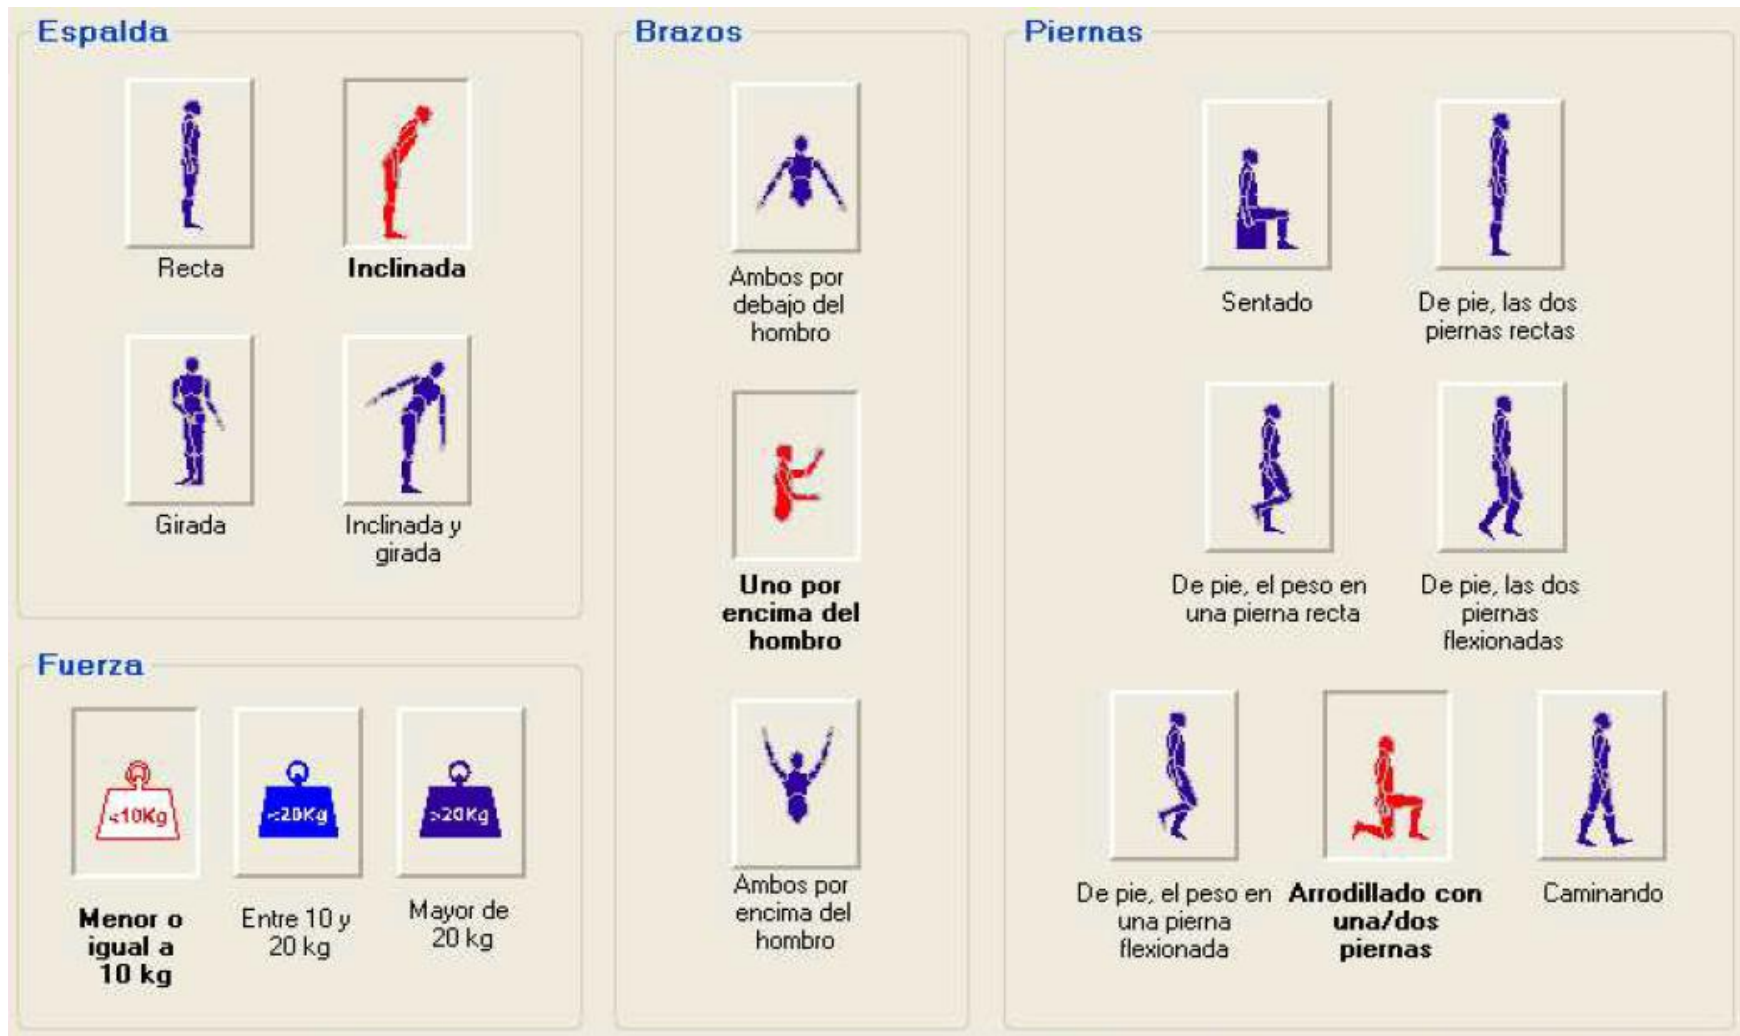 Espalda
Recta
Inclinada
Girada
Inclinada y
girada
Fuerza
<10Kg
<20Kg
>20Kg
Menor o
igual a
10 kg
Entre 10 y
20 kg
Mayor de
20 kg
Brazos
Ambos por
debajo del
hombro
Uno por
encima del
hombro
Ambos por
encima del
hombro
Piernas
Sentado
De pie, las dos
piernas rectas
De pie, el peso en
una pierna recta
De pie, las dos
piernas
flexionadas
De pie, el peso en
una pierna
flexionada
Arrodillado con
una/dos
piernas
Caminando